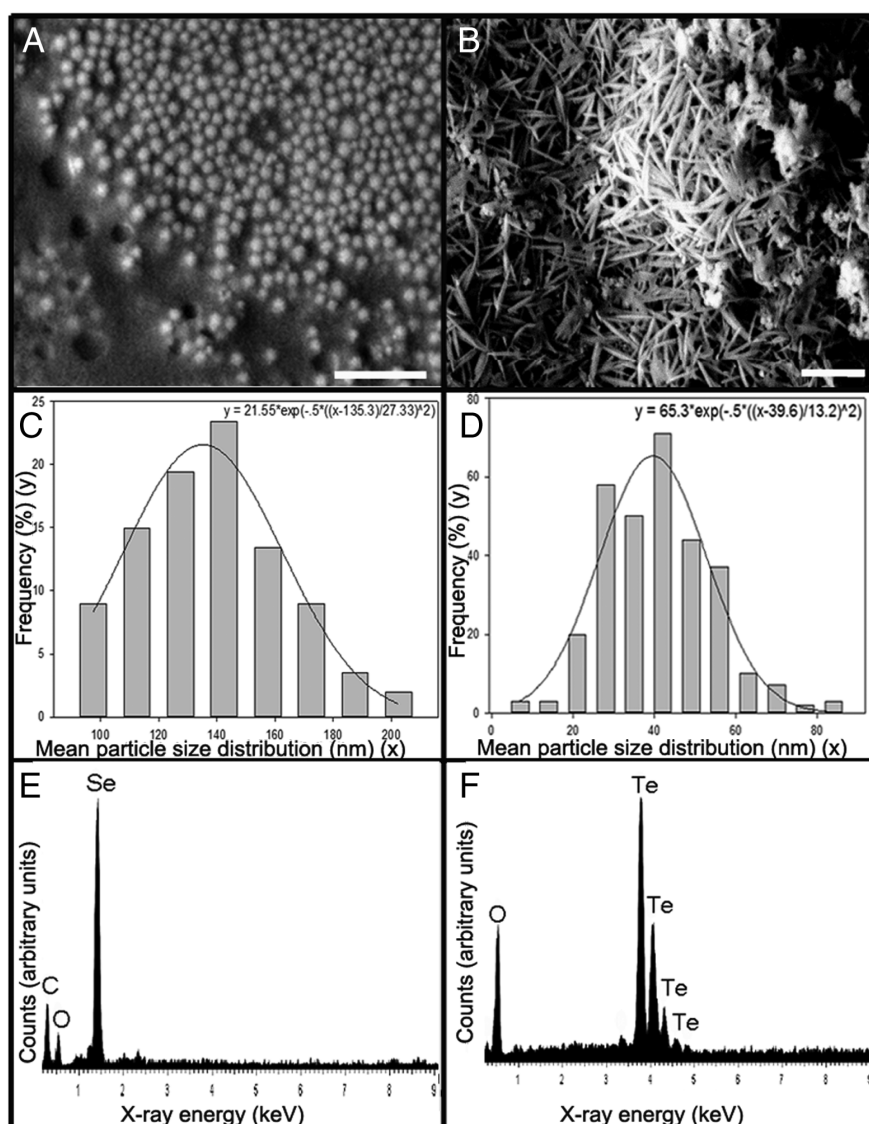 A
B
C
y = 21.55*exp(-.5*((x-135.3)/27.33)^2)
Frequency (%) (y)
25
20
15
10
5
0
100 120 140 160 180 200
Mean particle size distribution (nm) (x)
D
y = 65.3*exp(-.5*((x-39.6)/13.2)^2)
Frequency (%) (y)
80
60
40
20
0
0 20 40 60 80
Mean particle size distribution (nm) (x)
E
Se
C
O
Counts (arbitrary units)
1 2 3 4 5 6 7 8 9
X-ray energy (keV)
F
Te
O
Te
Te
Te
Counts (arbitrary units)
1 2 3 4 5 6 7 8 9
X-ray energy (keV)